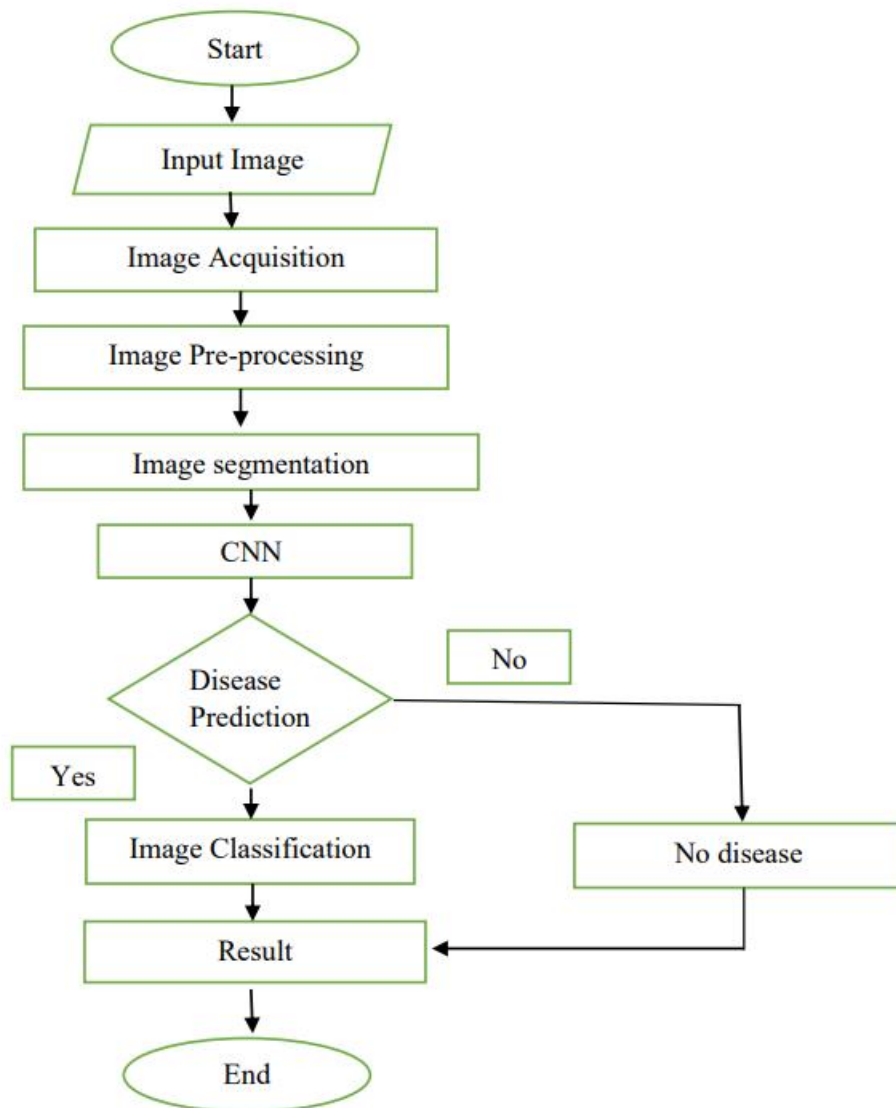 Start
Input Image
Image Acquisition
Image Pre-processing
Image segmentation
CNN
Disease
Prediction
No
Yes
Image Classification
No disease
Result
End